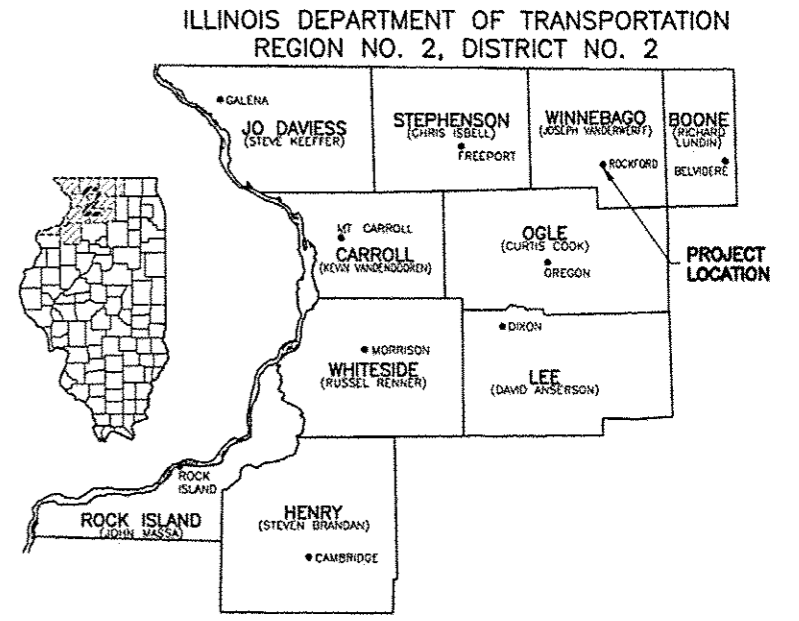 ILLINOIS DEPARTMENT OF TRANSPORTATION
REGION NO. 2, DISTRICT NO. 2
GALENA
JO DAVIESS
(STEVE KEEFFER)
STEPHENSON
(CHRIS ISBELL)
FREEPORT
WINNEBAGO
(JOSEPH VANDERWERFF)
ROCKFORD
BOONE
(RICHARD
LUNDIN)
BELVIDERE
2
MT CARROLL
CARROLL
(KEVIN VANDENDOOREN)
OGLE
(CURTIS COOK)
OREGON
PROJECT
LOCATION
MORRISON
WHITESIDE
(RUSSEL RENNER)
DIXON
LEE
(DAVID ANSERSON)
ROCK
ISLAND
ROCK ISLAND
(JOHN MASSA)
HENRY
(STEVEN BRANDAN)
CAMBRIDGE